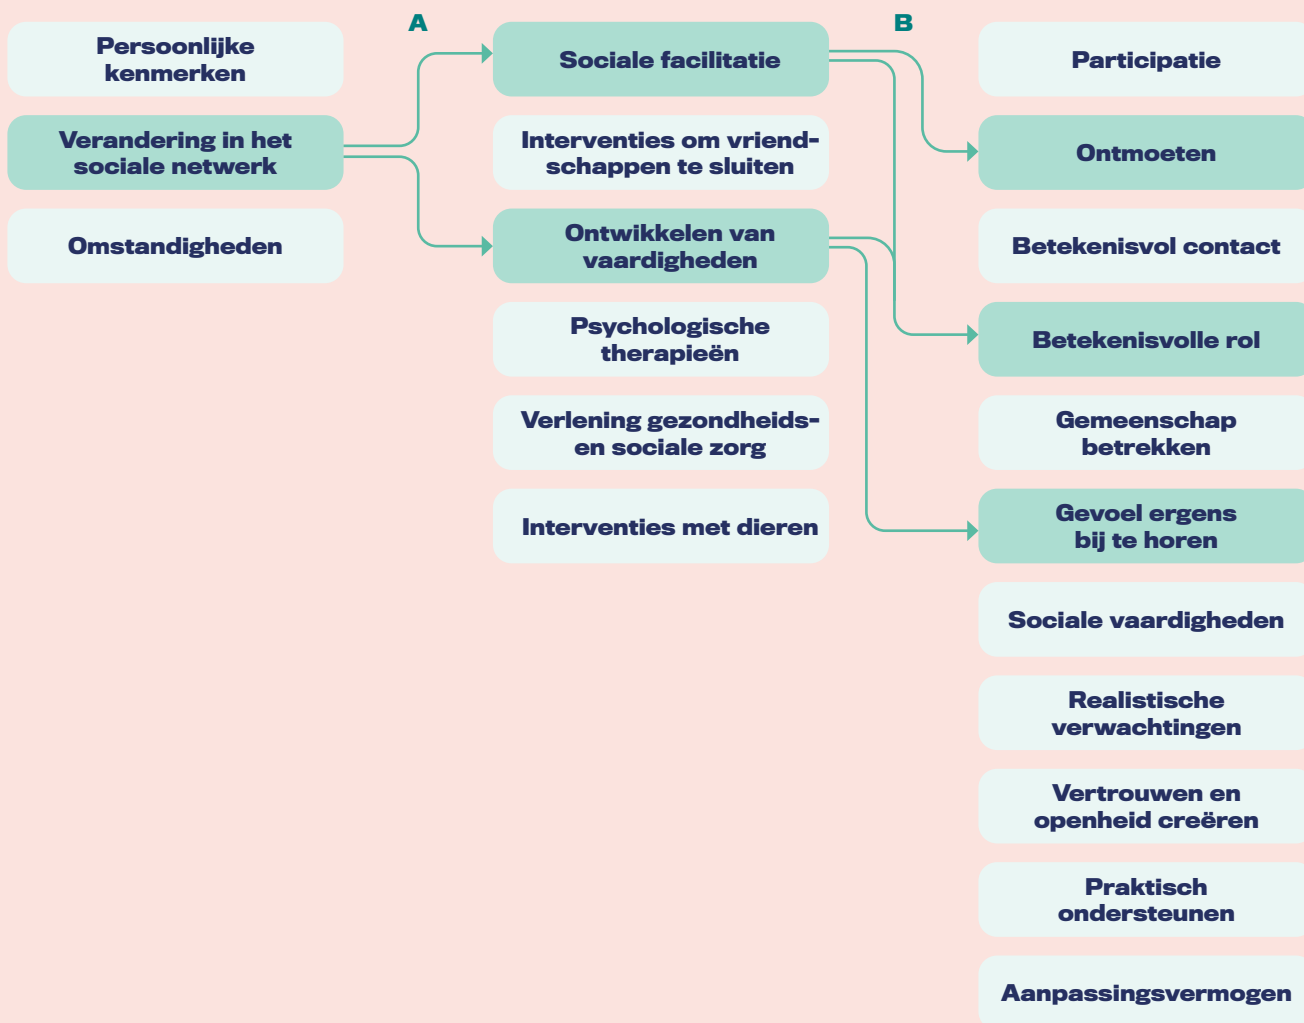 A
B
Persoonlijke
kenmerken
Verandering in het
sociale netwerk
Omstandigheden
Sociale facilitatie
Interventies om vriend-
schappen te sluiten
Ontwikkelen van
vaardigheden
Psychologische
therapieën
Verlening gezondheids-
en sociale zorg
Interventies met dieren
Participatie
Ontmoeten
Betekenisvol contact
Betekenisvolle rol
Gemeenschap
betrekken
Gevoel ergens
bij te horen
Sociale vaardigheden
Realistische
verwachtingen
Vertrouwen en
openheid creëren
Praktisch
ondersteunen
Aanpassingsvermogen